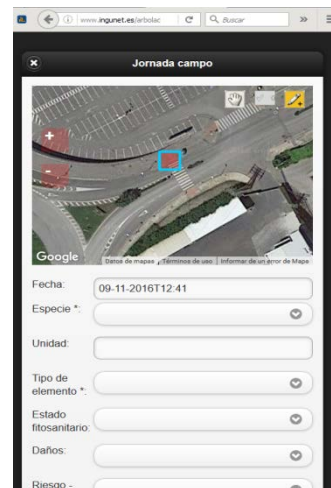 www.ingunet.es/arbolac
Buscar
Jornada campo
+
-
Google
Datos de mapas Términos de uso Informar de un error de Maps
Fecha: 09-11-2016T12:41
Especie *:
Unidad:
Tipo de
elemento *:
Estado
fitosanitario:
Daños:
Riesgo -